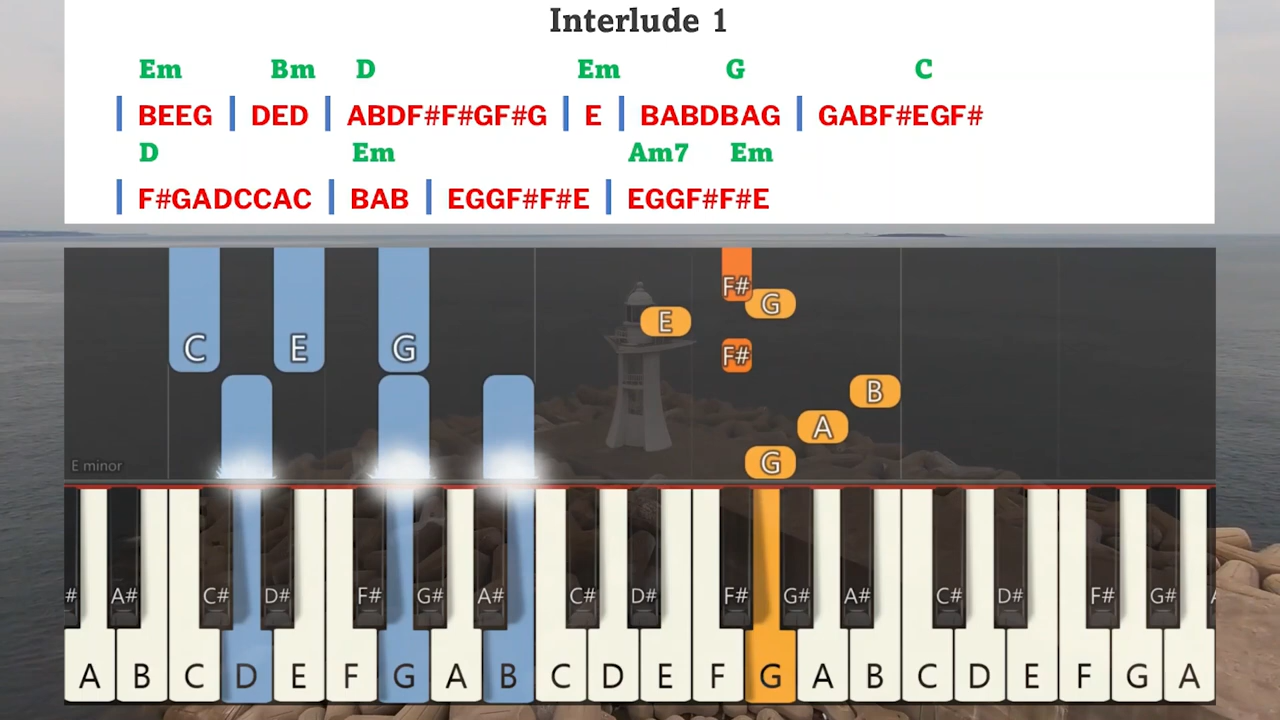 Interlude 1
Em Bm D Em G C
| BEEG | DED | ABDF#F#GF#G | E | BABDBAG | GABF#EGF#
D Em Am7 Em
| F#GADCCAC | BAB | EGGF#F#E | EGGF#F#E
F#
G
E
C E G
F#
B
A
G
E minor
# A# C# D# F# G# A# C# D# F# G# A# C# D# F# G#
A B C D E F G A B C D E F G A B C D E F G A